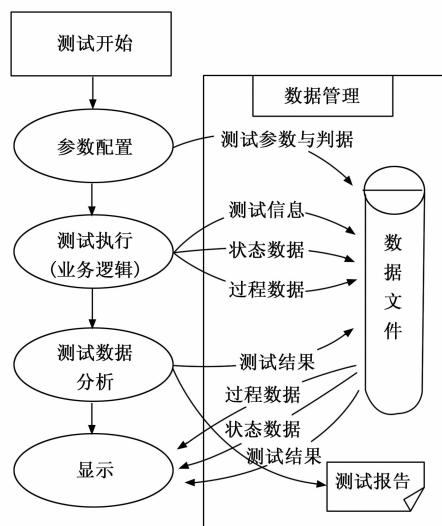 测试开始
数据管理
参数配置
测试参数与判据
测试执行
(业务逻辑)
测试信息
状态数据
过程数据
数据文件
测试数据
分析
测试结果
过程数据
状态数据
测试结果
显示
测试报告